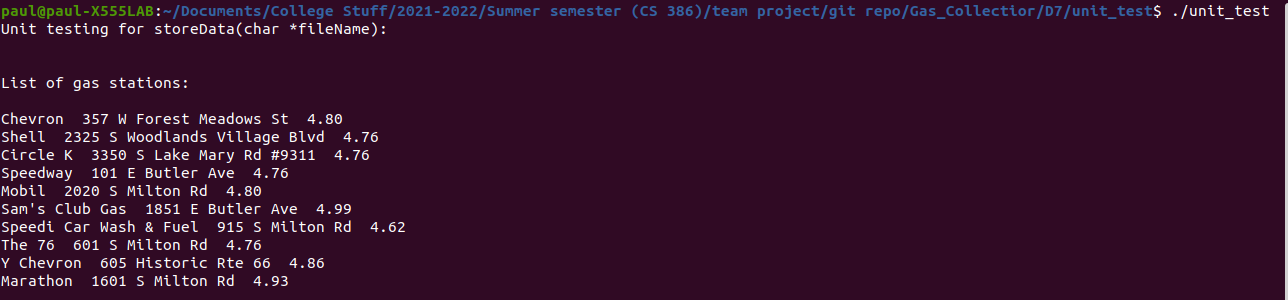 paul@paul-X555LAB:~/Documents/College Stuff/2021-2022/Summer semester (CS 386)/team project/git repo/Gas_Collectior/D7/unit_test$ ./unit_test
Unit testing for storeData(char *fileName):
List of gas stations:
Chevron  357 W Forest Meadows St  4.80
Shell  2325 S Woodlands Village Blvd  4.76
Circle K  3350 S Lake Mary Rd #9311  4.76
Speedway  101 E Butler Ave  4.76
Mobil  2020 S Milton Rd  4.80
Sam's Club Gas  1851 E Butler Ave  4.99
Speedi Car Wash & Fuel  915 S Milton Rd  4.62
The 76  601 S Milton Rd  4.76
Y Chevron  605 Historic Rte 66  4.86
Marathon  1601 S Milton Rd  4.93